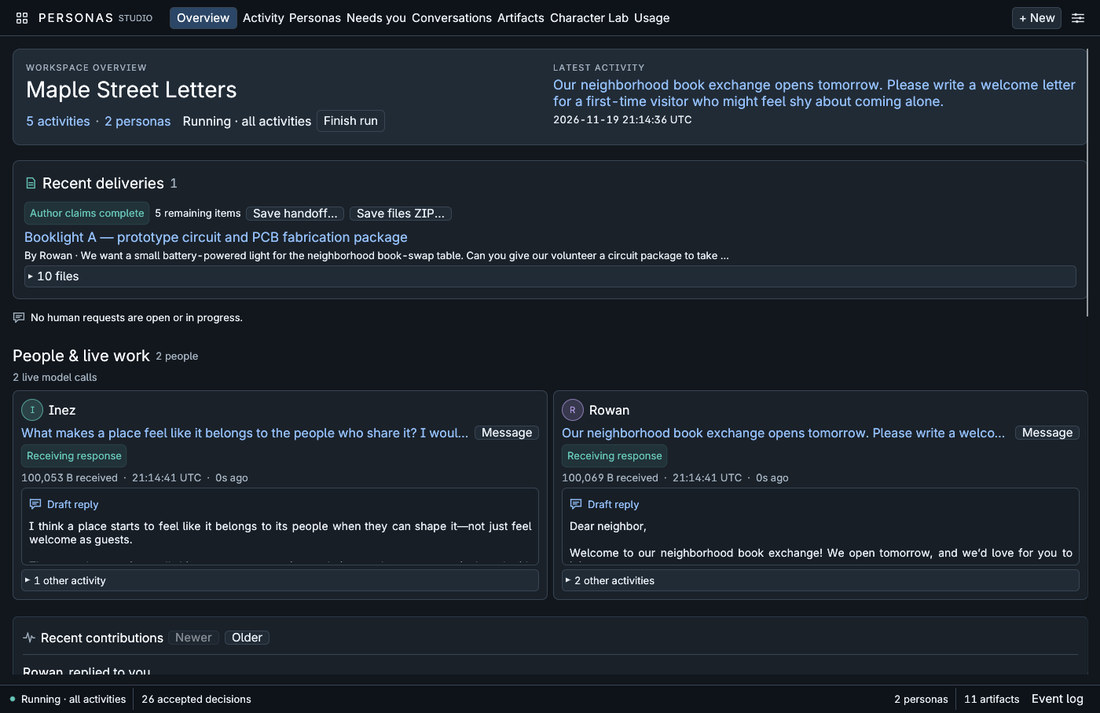 PERSONAS STUDIO Overview Activity Personas Needs you Conversations Artifacts Character Lab Usage + New
WORKSPACE OVERVIEW
Maple Street Letters
5 activities · 2 personas Running · all activities Finish run
LATEST ACTIVITY
Our neighborhood book exchange opens tomorrow. Please write a welcome letter
for a first-time visitor who might feel shy about coming alone.
2026-11-19 21:14:36 UTC
Recent deliveries 1
Author claims complete 5 remaining items Save handoff... Save files ZIP...
Booklight A — prototype circuit and PCB fabrication package
By Rowan · We want a small battery-powered light for the neighborhood book-swap table. Can you give our volunteer a circuit package to take ...
10 files
No human requests are open or in progress.
People & live work 2 people
2 live model calls
I Inez
What makes a place feel like it belongs to the people who share it? I woul... Message
Receiving response
100,053 B received · 21:14:41 UTC · 0s ago
Draft reply
I think a place starts to feel like it belongs to its people when they can shape it—not just feel
welcome as guests.
1 other activity
R Rowan
Our neighborhood book exchange opens tomorrow. Please write a welco... Message
Receiving response
100,069 B received · 21:14:41 UTC · 0s ago
Draft reply
Dear neighbor,
Welcome to our neighborhood book exchange! We open tomorrow, and we'd love for you to
2 other activities
Recent contributions Newer Older
Rowan replied to you
Running · all activities 26 accepted decisions 2 personas 11 artifacts Event log